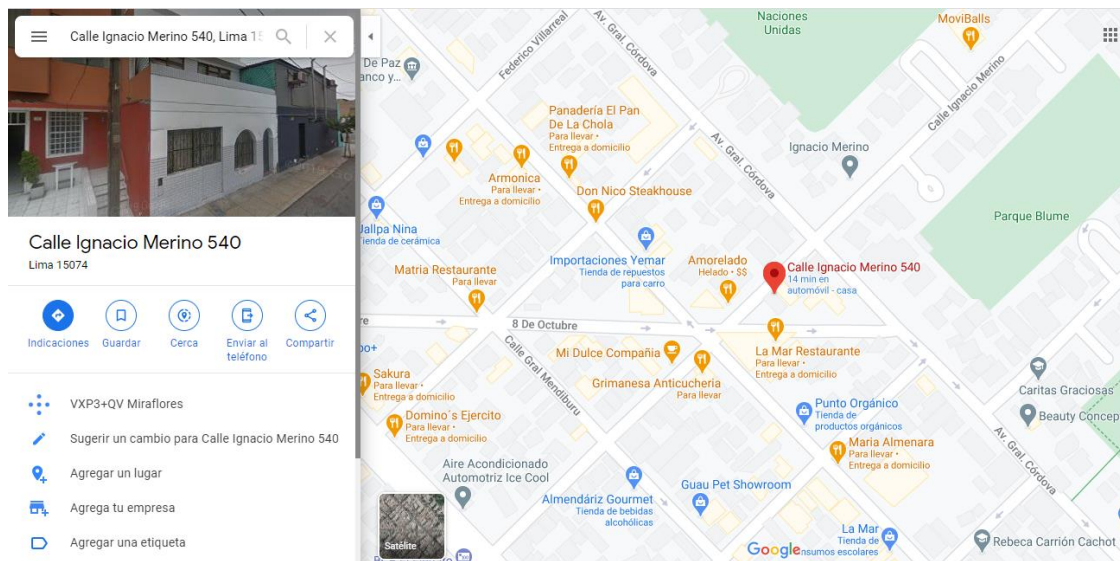 Calle Ignacio Merino 540, Lima 15
Calle Ignacio Merino 540
Lima 15074
Indicaciones
Guardar
Cerca
Enviar al
teléfono
Compartir
VXP3+QV Miraflores
Sugerir un cambio para Calle Ignacio Merino 540
Agregar un lugar
Agrega tu empresa
Agregar una etiqueta
De Paz
anco y...
Federico Villarreal
Av. Gral. Córdova
Naciones
Unidas
MoviBalls
Calle Ignacio Merino
Panadería El Pan
De La Chola
Para llevar •
Entrega a domicilio
Ignacio Merino
Armonica
Para llevar •
Entrega a domicilio
Don Nico Steakhouse
Av. Gral. Córdova
Parque Blume
Jallpa Nina
Tienda de cerámica
Importaciones Yemar
Tienda de repuestos
para carro
Amorelado
Helado • $$
Calle Ignacio Merino 540
14 min en
automóvil - casa
Matria Restaurante
Para llevar
re
8 De Octubre
oo+
Calle Gral Mendiburu
Mi Dulce Compañia
La Mar Restaurante
Para llevar •
Entrega a domicilio
Sakura
Para llevar •
Entrega a domicilio
Grimanesa Anticucheria
Para llevar
Caritas Graciosas
Beauty Concep
Domino´s Ejercito
Para llevar •
Entrega a domicilio
Punto Orgánico
Tienda de
productos orgánicos
Av. Gral. Córdova
Maria Almenara
Para llevar •
Entrega a domicilio
Aire Acondicionado
Automotriz Ice Cool
Guau Pet Showroom
Almendáriz Gourmet
Tienda de bebidas
alcohólicas
Satélite
La Mar
Tienda de
insumos escolares
Google
Rebeca Carrión Cachot